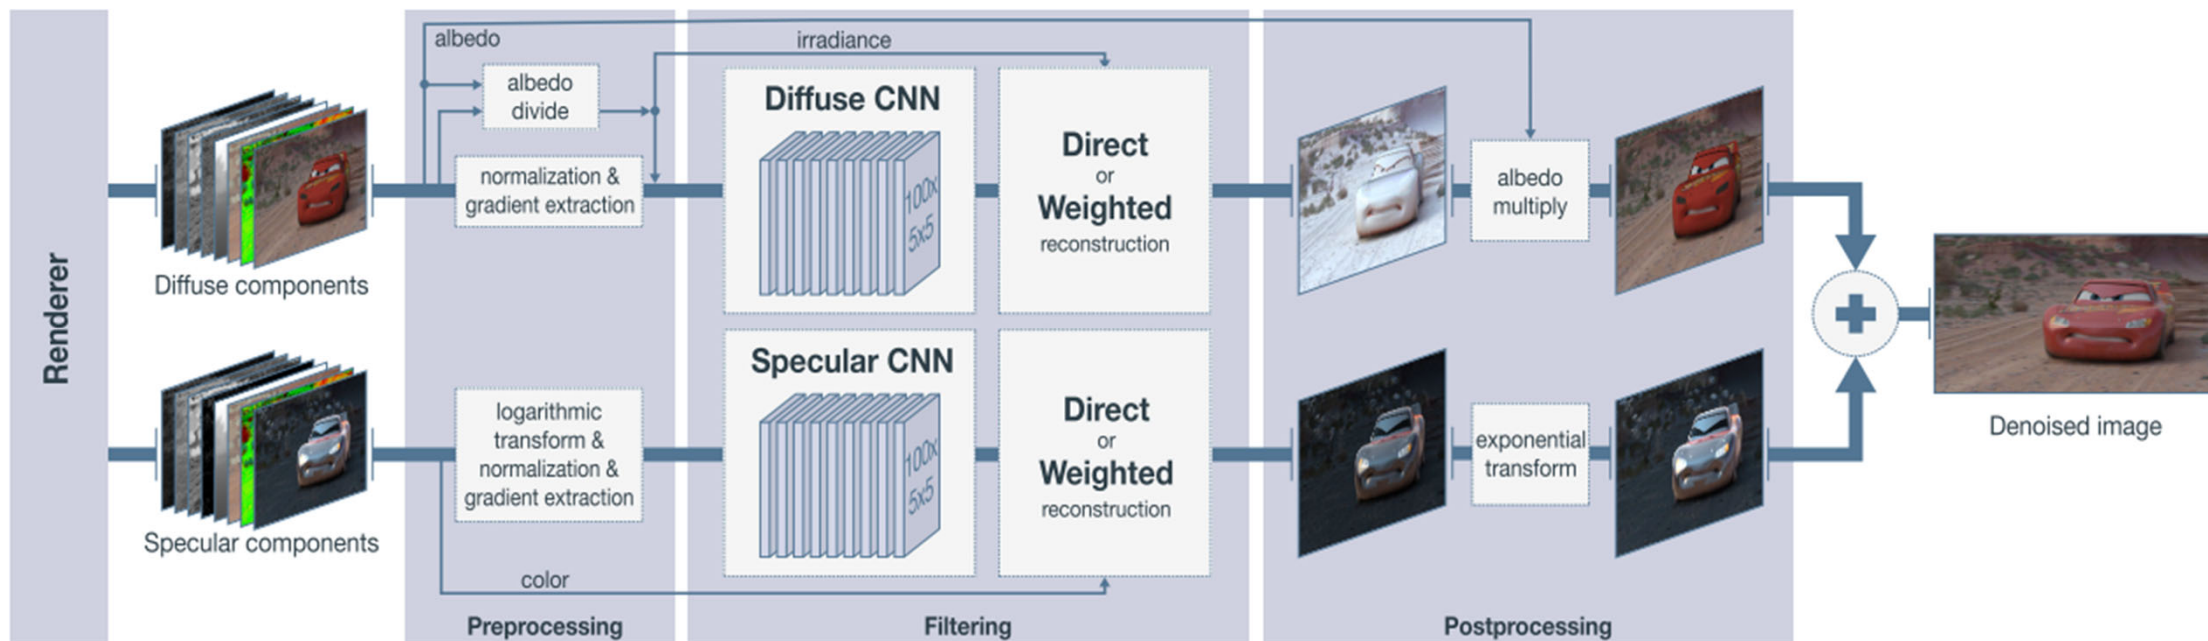 Renderer
Diffuse components
Specular components
albedo
albedo
divide
normalization &
gradient extraction
logarithmic
transform &
normalization &
gradient extraction
color
Preprocessing
irradiance
Diffuse CNN
100x
5x5
Direct
or
Weighted
reconstruction
Specular CNN
100x
5x5
Direct
or
Weighted
reconstruction
Filtering
albedo
multiply
exponential
transform
Postprocessing
Denoised image